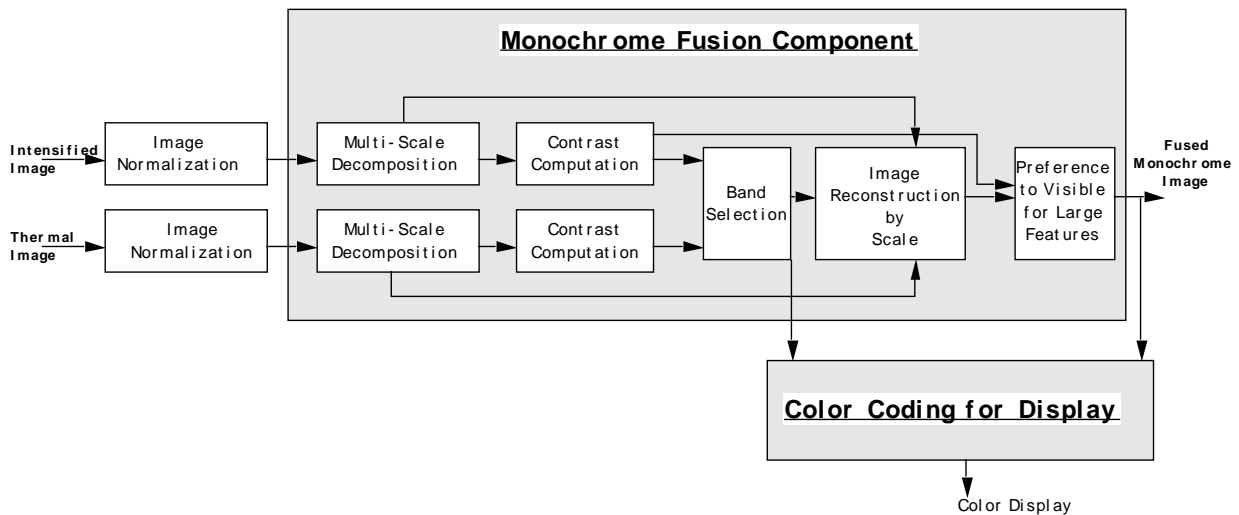 Monochrome Fusion Component
Intensified
Image
Image
Normalization
Multi-Scale
Decomposition
Contrast
Computation
Thermal
Image
Image
Normalization
Multi-Scale
Decomposition
Contrast
Computation
Band
Selection
Image
Reconstruction
by
Scale
Preference
to Visible
for Large
Features
Fused
Monochrome
Image
Color Coding for Display
Color Display